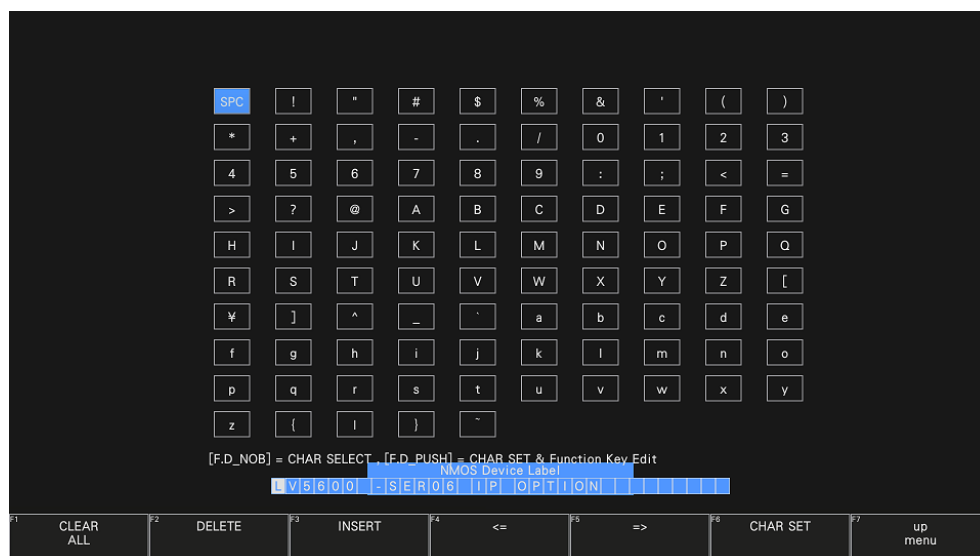 SPC ! " # $ % & ' ( )
* + , - . / 0 1 2 3
4 5 6 7 8 9 : ; < =
> ? @ A B C D E F G
H I J K L M N O P Q
R S T U V W X Y Z [
¥ ] ^ _ ` a b c d e
f g h i j k l m n o
p q r s t u v w x y
z { | } ~
[F.D_NOB] = CHAR SELECT , [F.D_PUSH] = CHAR SET & Function Key Edit
NMOS Device Label
LV5600 -SER06 IP OPTION
F1 CLEAR ALL
F2 DELETE
F3 INSERT
F4 <=
F5 =>
F6 CHAR SET
F7 up menu